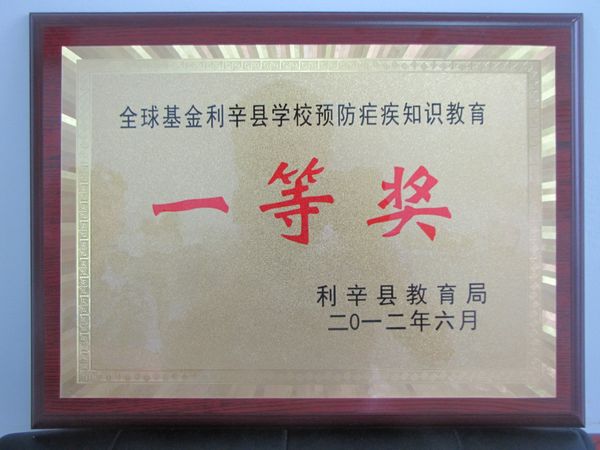 全球基金利辛县学校预防疟疾知识教育
一等奖
利辛县教育局
二0一二年六月